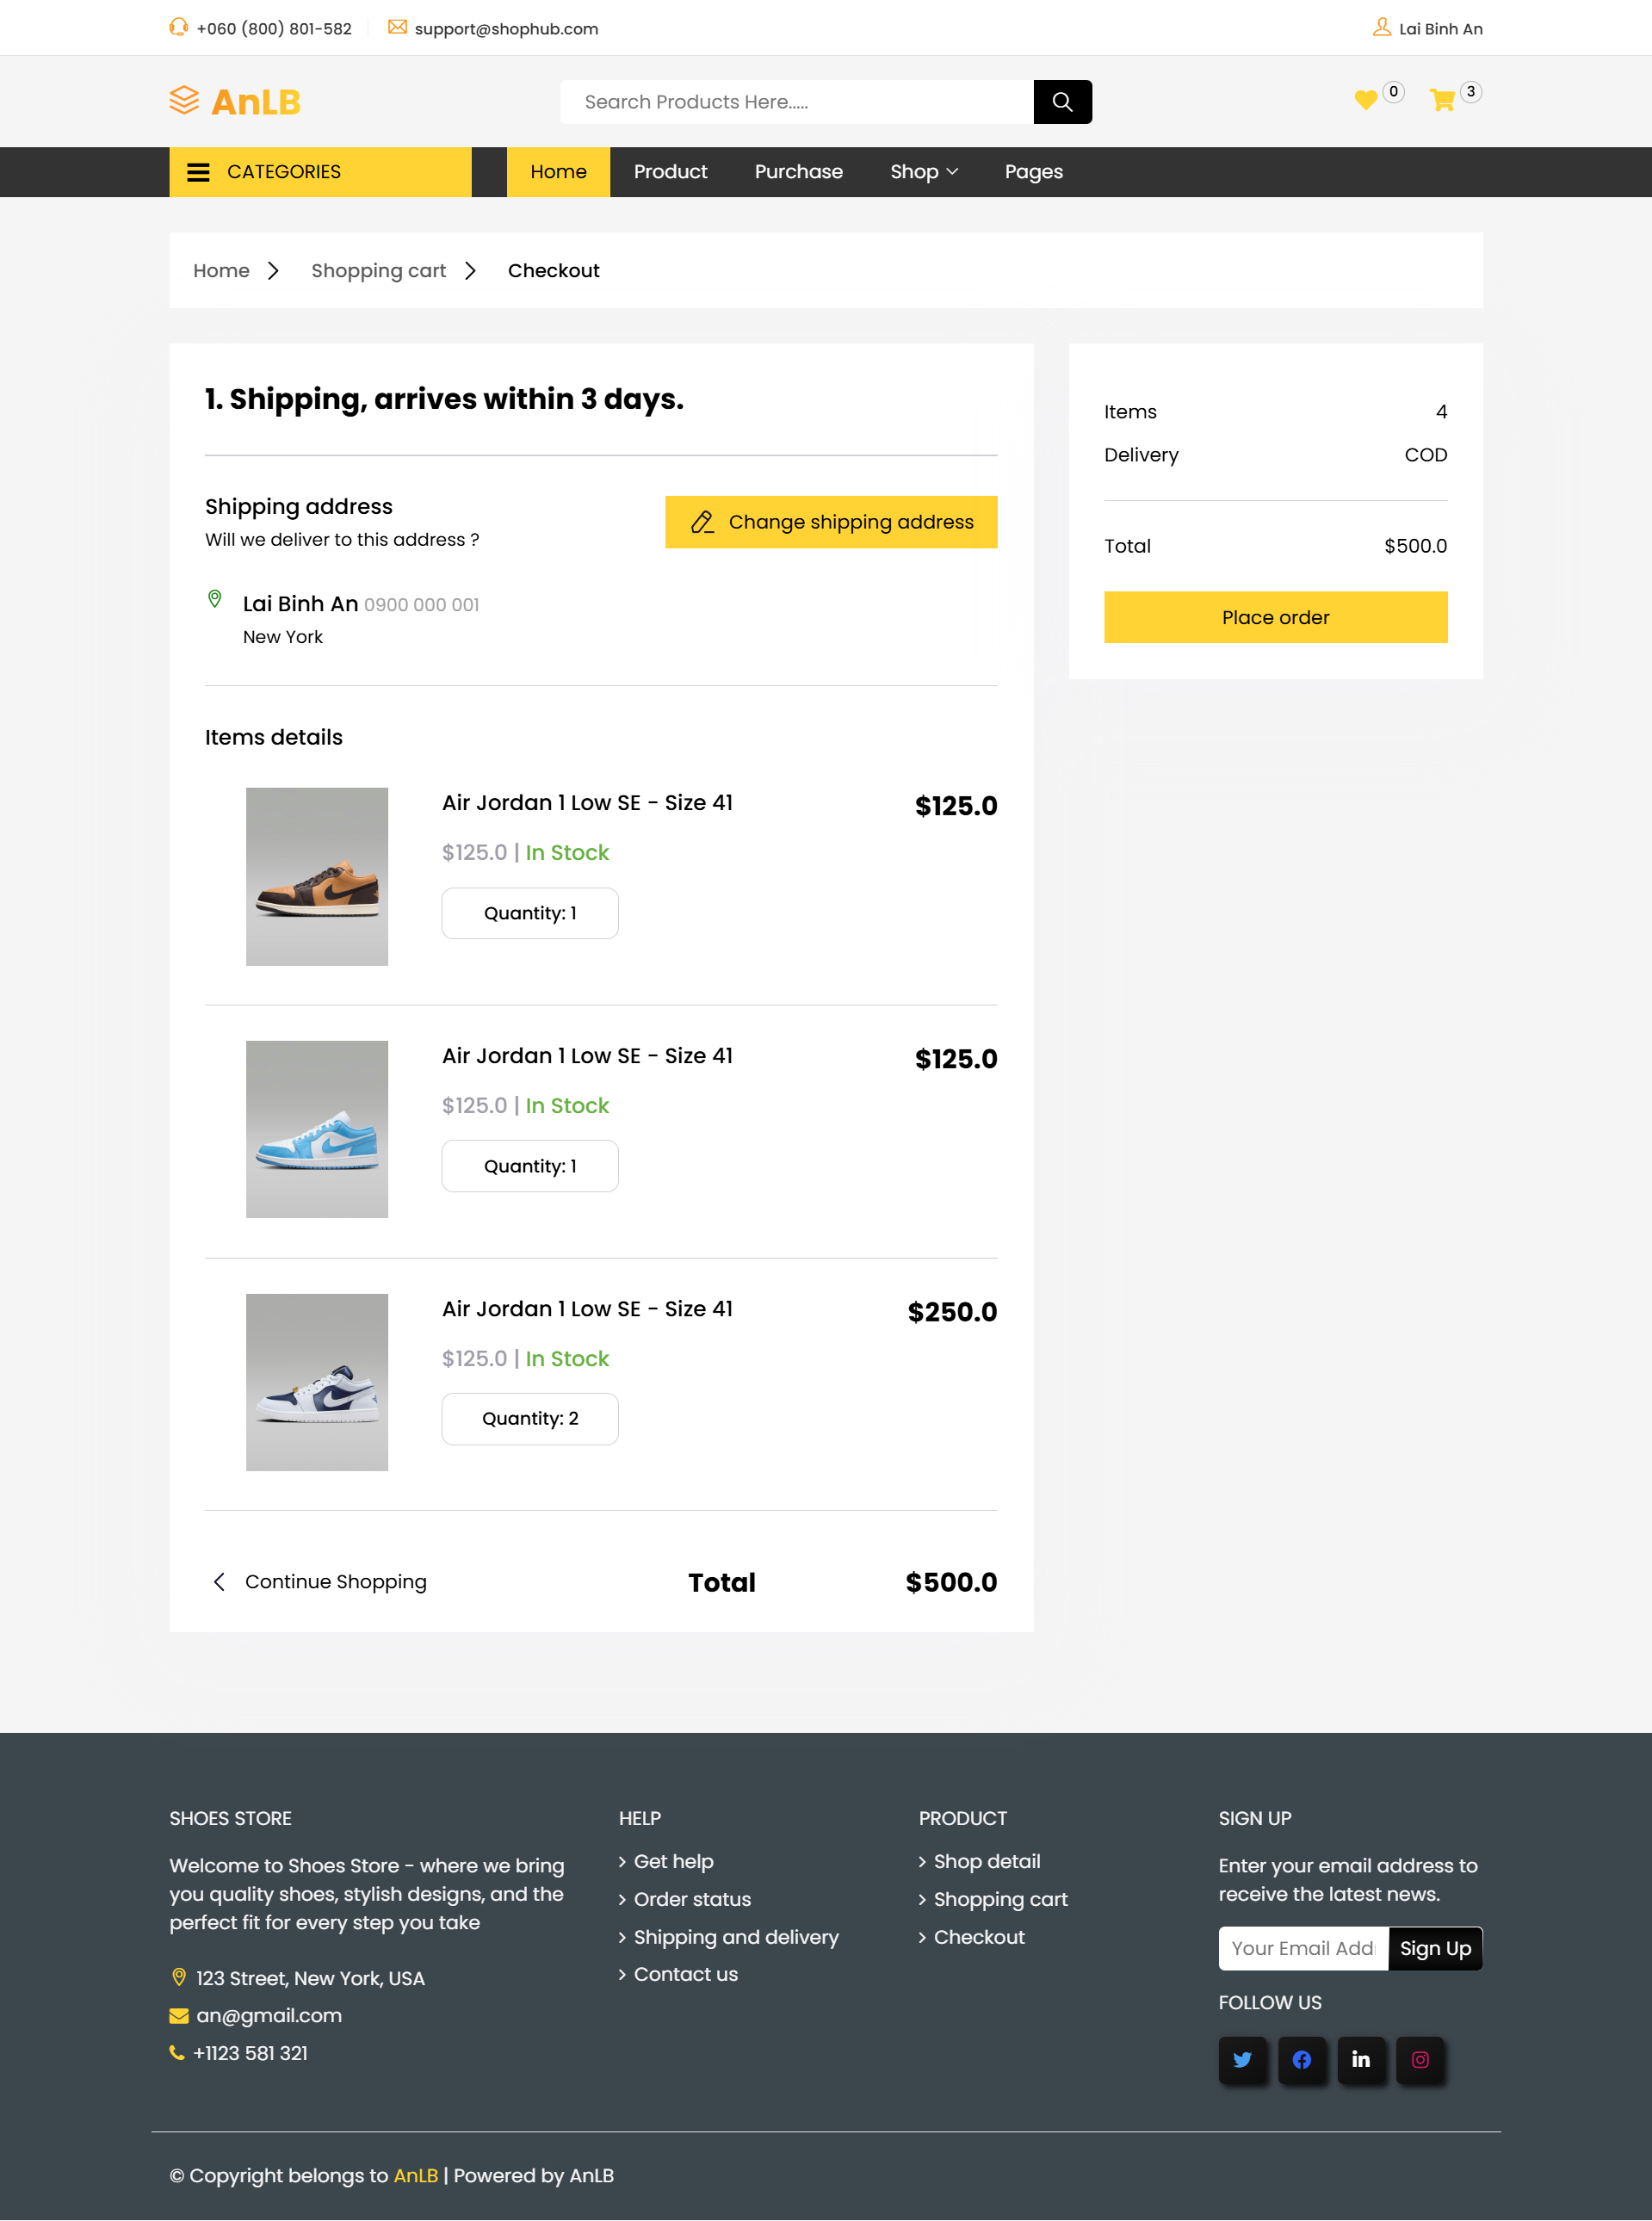 +060 (800) 801-582
support@shophub.com
Lai Binh An
AnLB
Search Products Here.....
0
3
CATEGORIES
Home
Product
Purchase
Shop
Pages
Home
Shopping cart
Checkout
1. Shipping, arrives within 3 days.
Shipping address
Will we deliver to this address ?
Change shipping address
Lai Binh An 0900 000 001
New York
Items details
Air Jordan 1 Low SE - Size 41
$125.0
$125.0 | In Stock
Quantity: 1
Air Jordan 1 Low SE - Size 41
$125.0
$125.0 | In Stock
Quantity: 1
Air Jordan 1 Low SE - Size 41
$250.0
$125.0 | In Stock
Quantity: 2
Continue Shopping
Total
$500.0
Items
4
Delivery
COD
Total
$500.0
Place order
SHOES STORE
Welcome to Shoes Store - where we bring
you quality shoes, stylish designs, and the
perfect fit for every step you take
123 Street, New York, USA
an@gmail.com
+1123 581 321
HELP
Get help
Order status
Shipping and delivery
Contact us
PRODUCT
Shop detail
Shopping cart
Checkout
SIGN UP
Enter your email address to
receive the latest news.
Your Email Add
Sign Up
FOLLOW US
© Copyright belongs to AnLB | Powered by AnLB